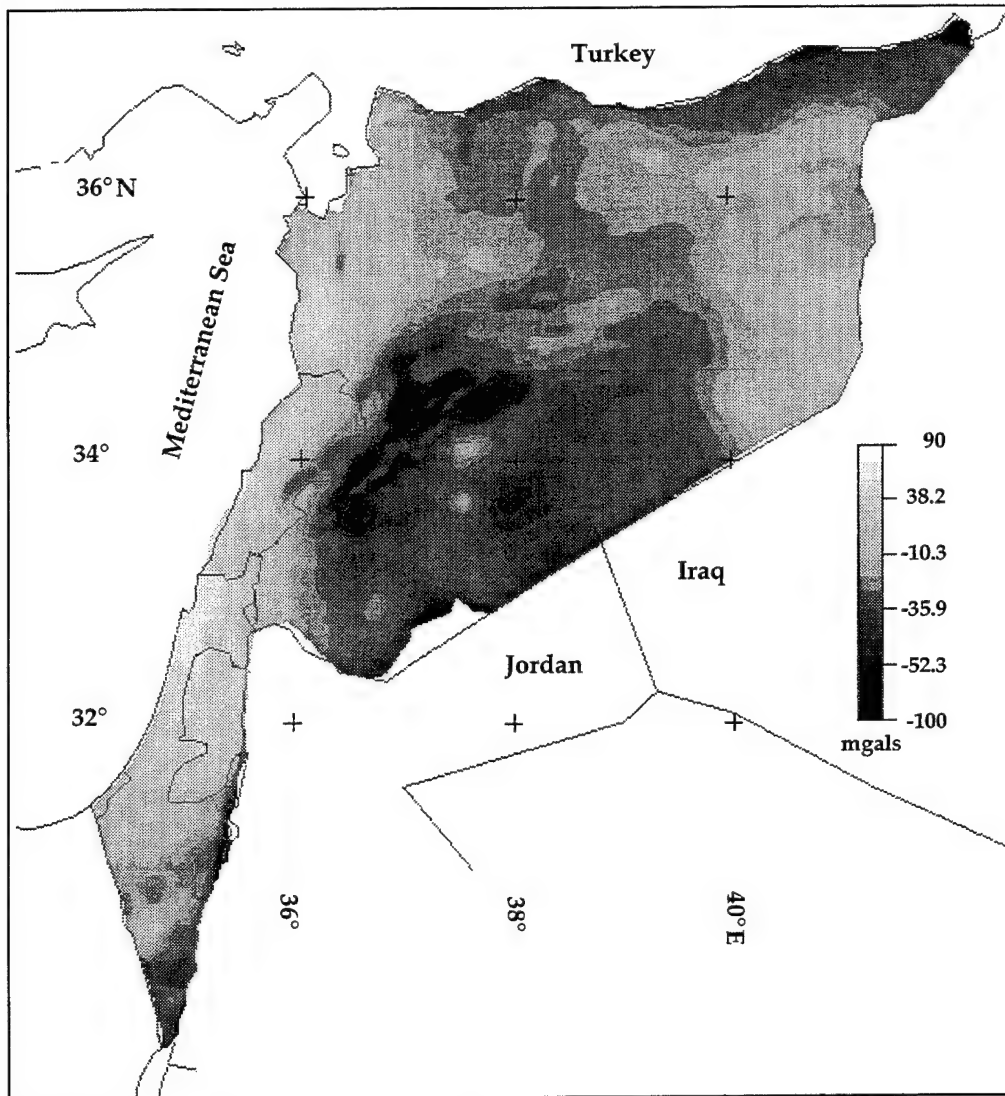 Turkey
36°N
Mediterranean Sea
34°
90
38.2
-10.3
-35.9
-52.3
-100
mgals
Iraq
Jordan
32°
36°
38°
40°E